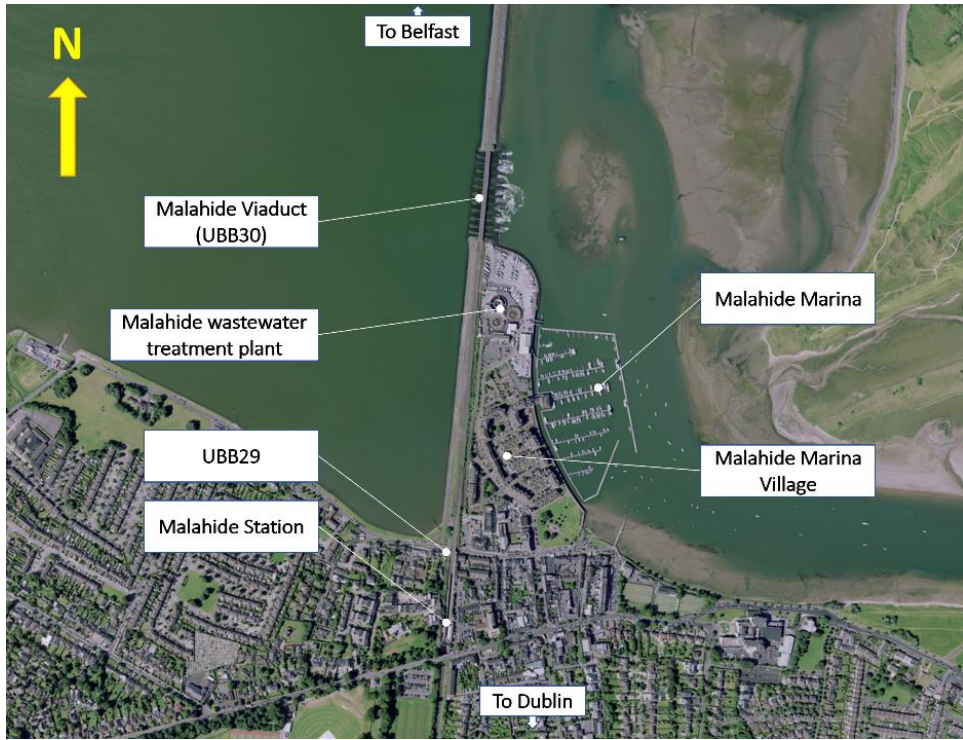 To Belfast
N
Malahide Viaduct
(UBB30)
Malahide Marina
Malahide wastewater
treatment plant
UBB29
Malahide Marina
Village
Malahide Station
To Dublin